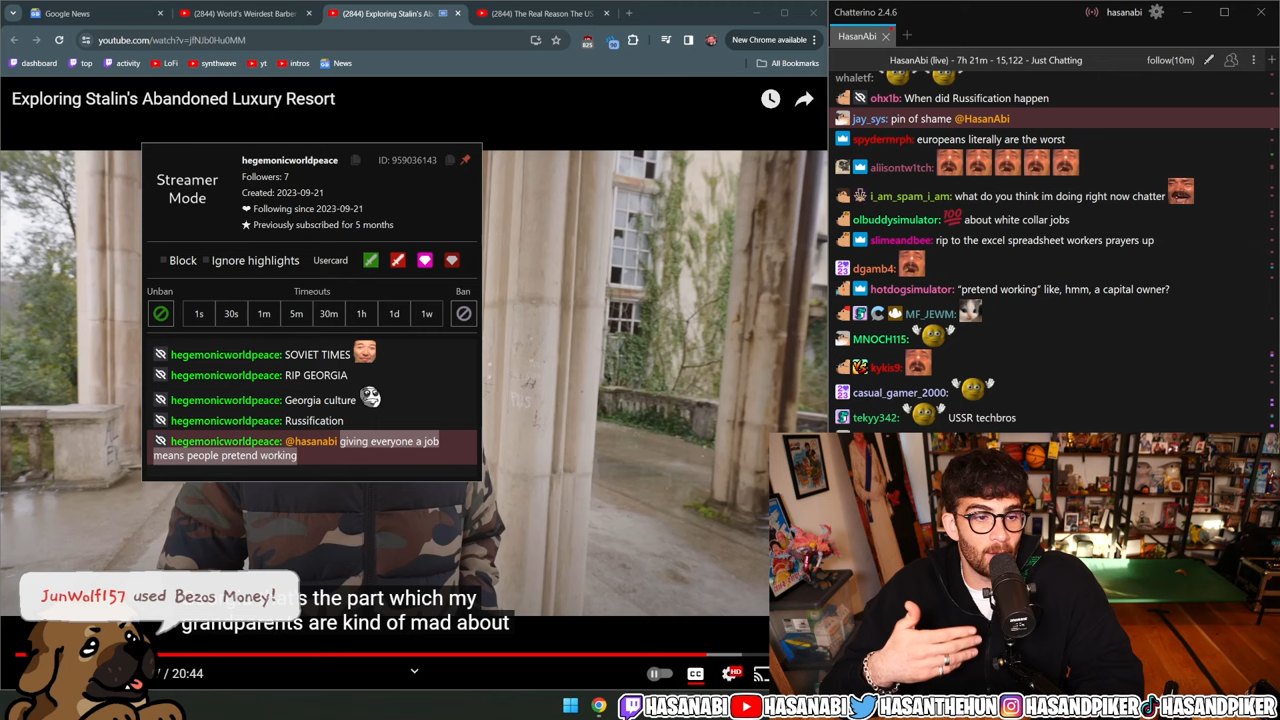 (2844) World's Weirdest Barbe
(2844) Exploring Stalin's Ab
(2844) The Real Reason The US
Google News
Chatterino 2.4.6
hasanabi
youtube.com/watch?v=jfNJb0Hu0MM
825
New Chrome available
HasanAbi
dashboard
top
activity
LoFi
synthwave
yt
intros
News
All Bookmarks
HasanAbi (live) - 7h 21m - 15,122 - Just Chatting
follow(10m)
Exploring Stalin's Abandoned Luxury Resort
whaletf:
ohx1b: When did Russification happen
jay_sys: pin of shame @HasanAbi
spydermrph: europeans literally are the worst
aliisontw1tch:
i_am_spam_i_am: what do you think im doing right now chatter
olbuddysimulator: 100 about white collar jobs
slimeandbee: rip to the excel spreadsheet workers prayers up
dgamb4:
hotdogsimulator: "pretend working" like, hmm, a capital owner?
MF_JEWM:
MNOCH115:
kykis9:
casual_gamer_2000:
tekyy342: USSR techbros
Streamer
Mode
hegemonicworldpeace
ID: 959036143
Followers: 7
Created: 2023-09-21
❤ Following since 2023-09-21
★ Previously subscribed for 5 months
Block
Ignore highlights
Usercard
Unban
Timeouts
Ban
1s
30s
1m
5m
30m
1h
1d
1w
hegemonicworldpeace: SOVIET TIMES
hegemonicworldpeace: RIP GEORGIA
hegemonicworldpeace: Georgia culture
hegemonicworldpeace: Russification
hegemonicworldpeace: @hasanabi giving everyone a job
means people pretend working
JunWolf157 used Bezos Money!
's the part which my
grandparents are kind of mad about
/ 20:44
CC
HD
HASANABI
HASANABI
HASANTHEHUN
HASANDPIKER
HASANDPIKER